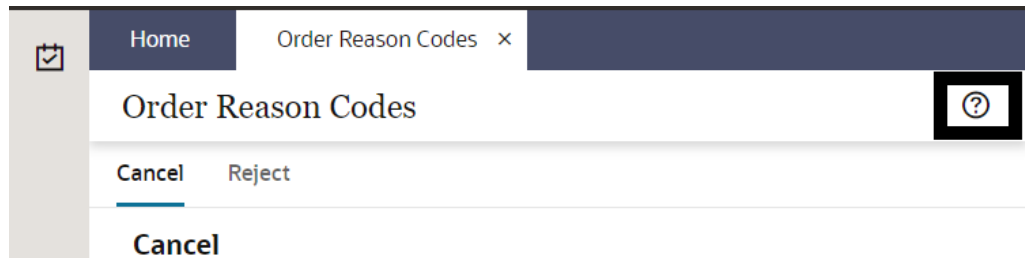 Home Order Reason Codes ×
Order Reason Codes
Cancel Reject
Cancel